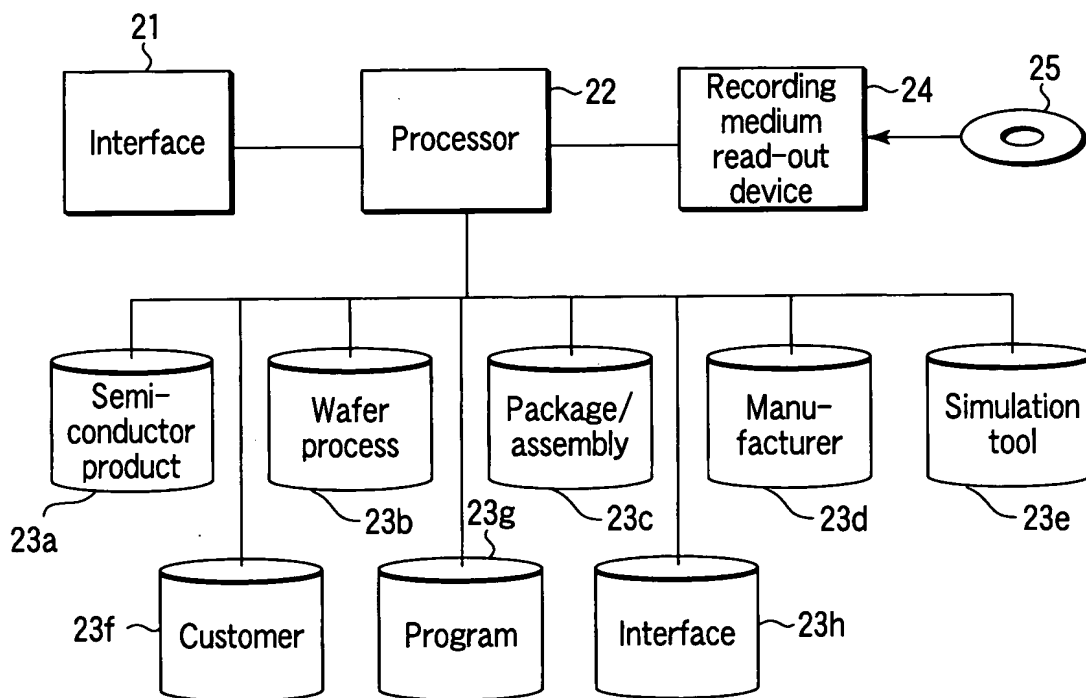 21
Interface
22
Processor
24
Recording
medium
read-out
device
25
Semi-
conductor
product
23a
Wafer
process
23b
Package/
assembly
23c
Manu-
facturer
23d
Simulation
tool
23e
23f
Customer
23g
Program
Interface
23h